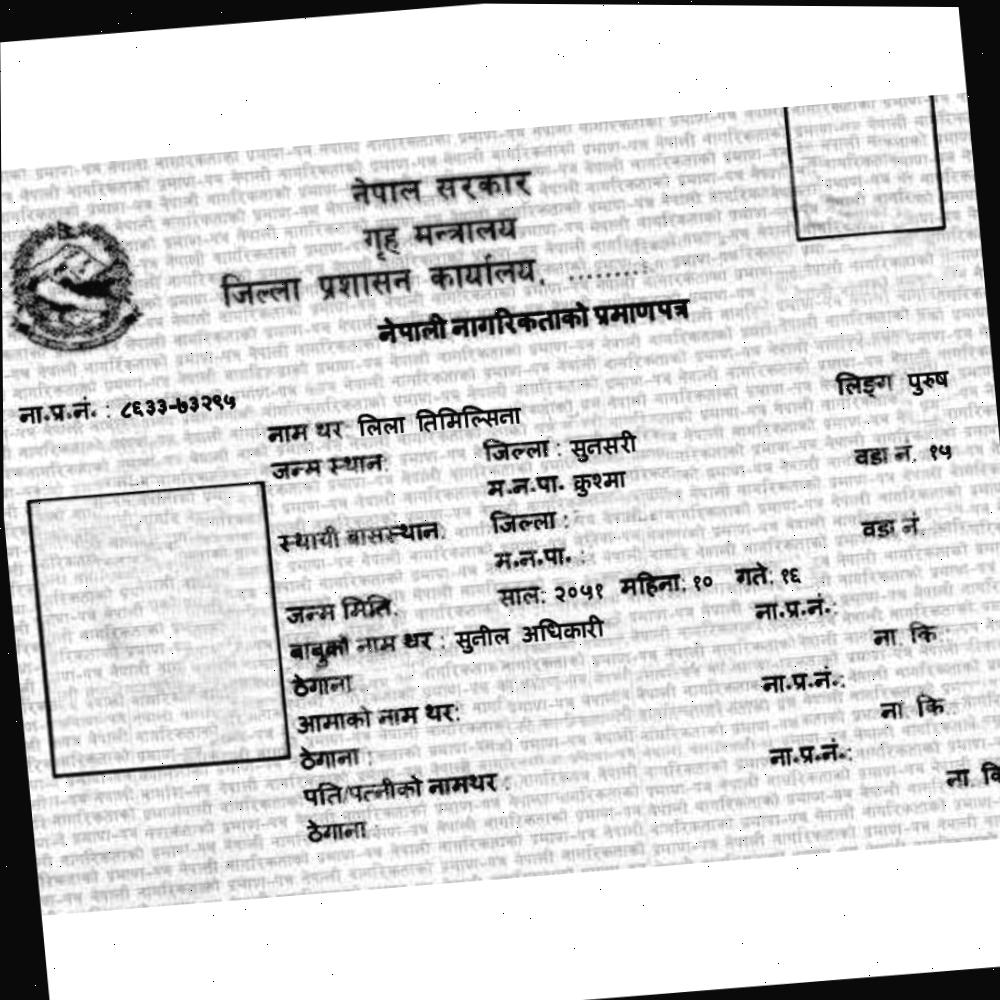 नेपाल सरकार
गृह मन्त्रालय
जिल्ला प्रशासन कार्यालय, .........
नेपाली नागरिकताको प्रमाणपत्र
लिङ्ग पुरुष
ना.प्र.नं. : ८६३३-७३२९५
नाम थर लिला तिमिल्सिना
जन्म स्थान: जिल्ला : सुनसरी वडा नं. १५
म.न.पा. कुश्मा
स्थायी बासस्थान: जिल्ला : वडा नं.
म.न.पा. :
जन्म मिति: साल: २०५१ महिना: १० गते: १६
बाबुको नाम थर : सुनील अधिकारी ना.प्र.नं.:
ठेगाना ना. कि :
आमाको नाम थर: ना.प्र.नं.:
ठेगाना : ना. कि :
पति/पत्नीको नामथर : ना.प्र.नं.:
ठेगाना : ना. कि